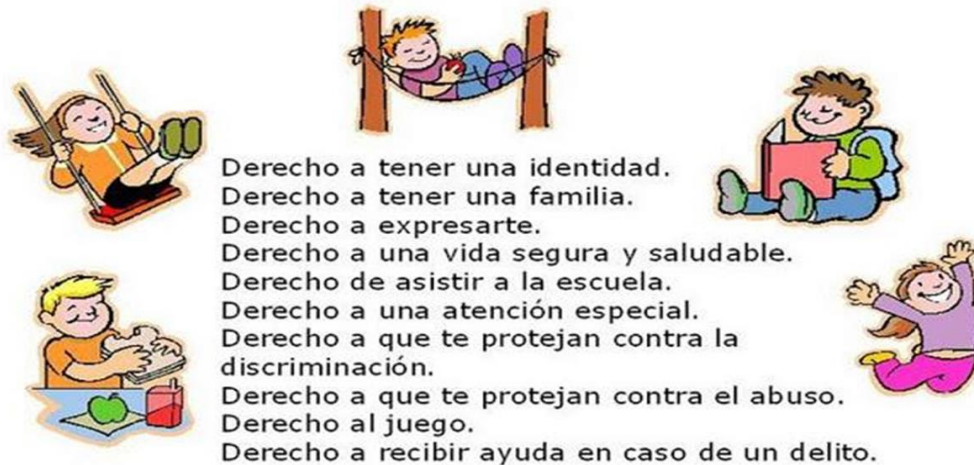 Derecho a tener una identidad.
Derecho a tener una familia.
Derecho a expresarte.
Derecho a una vida segura y saludable.
Derecho de asistir a la escuela.
Derecho a una atención especial.
Derecho a que te protejan contra la
discriminación.
Derecho a que te protejan contra el abuso.
Derecho al juego.
Derecho a recibir ayuda en caso de un delito.